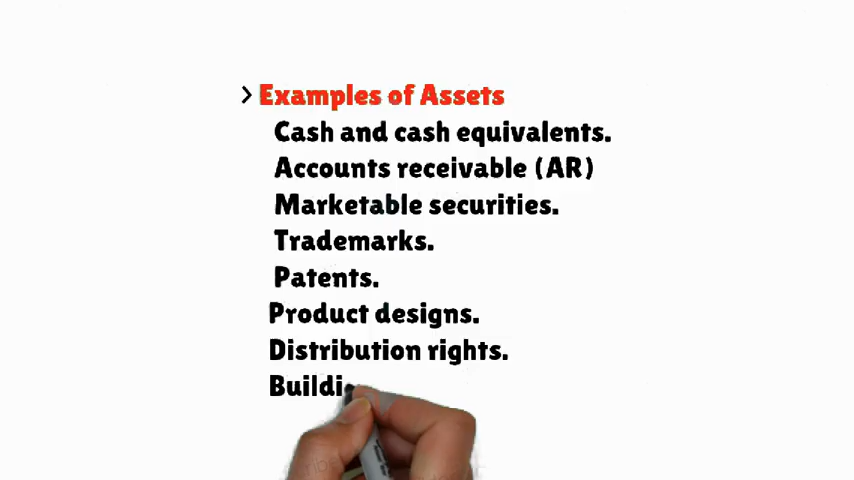 > Examples of Assets
Cash and cash equivalents.
Accounts receivable (AR)
Marketable securities.
Trademarks.
Patents.
Product designs.
Distribution rights.
Buildi